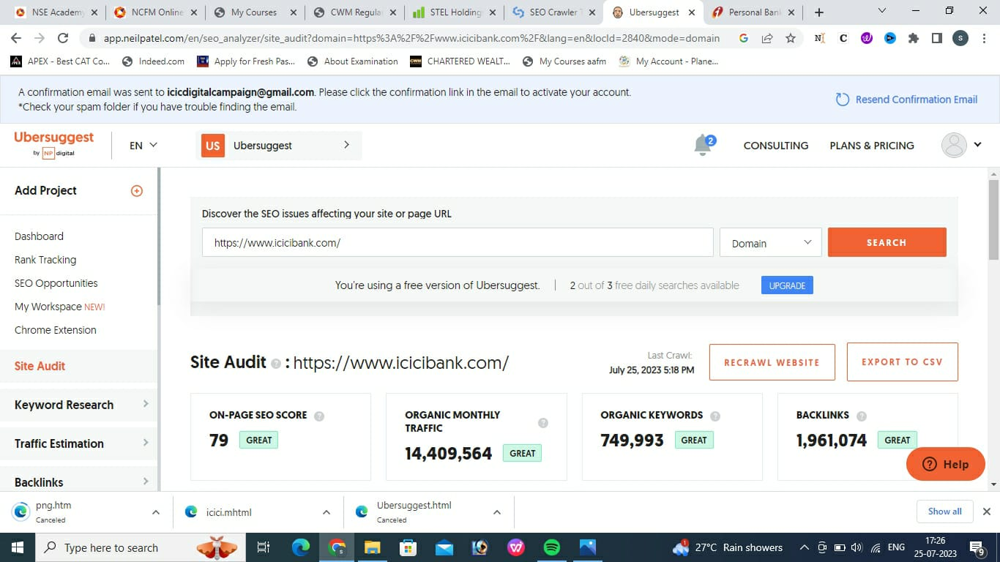 NSE Academy
NCFM Online
My Courses
CWM Regular
STEL Holding
SEO Crawler T
Ubersuggest
Personal Bank
app.neilpatel.com/en/seo_analyzer/site_audit?domain=https%3A%2F%2Fwww.icicibank.com%2F&lang=en&locId=2840&mode=domain
APEX - Best CAT Co...
Indeed.com
Apply for Fresh Pas...
About Examination
CHARTERED WEALT...
My Courses aafm
My Account - Plane...
A confirmation email was sent to icicdigitalcampaign@gmail.com. Please click the confirmation link in the email to activate your account.
*Check your spam folder if you have trouble finding the email.
Resend Confirmation Email
Ubersuggest
by NP digital
EN
US Ubersuggest
2
CONSULTING
PLANS & PRICING
Add Project
Dashboard
Rank Tracking
SEO Opportunities
My Workspace NEW!
Chrome Extension
Site Audit
Keyword Research
Traffic Estimation
Backlinks
Discover the SEO issues affecting your site or page URL
https://www.icicibank.com/
Domain
SEARCH
You're using a free version of Ubersuggest. | 2 out of 3 free daily searches available
UPGRADE
Site Audit ? : https://www.icicibank.com/
Last Crawl:
July 25, 2023 5:18 PM
RECRAWL WEBSITE
EXPORT TO CSV
ON-PAGE SEO SCORE ?
79 GREAT
ORGANIC MONTHLY
TRAFFIC ?
14,409,564 GREAT
ORGANIC KEYWORDS ?
749,993 GREAT
BACKLINKS ?
1,961,074 GREAT
? Help
png.htm
Canceled
icici.mhtml
Ubersuggest.html
Canceled
Show all
Type here to search
27°C Rain showers
ENG
17:26
25-07-2023
9